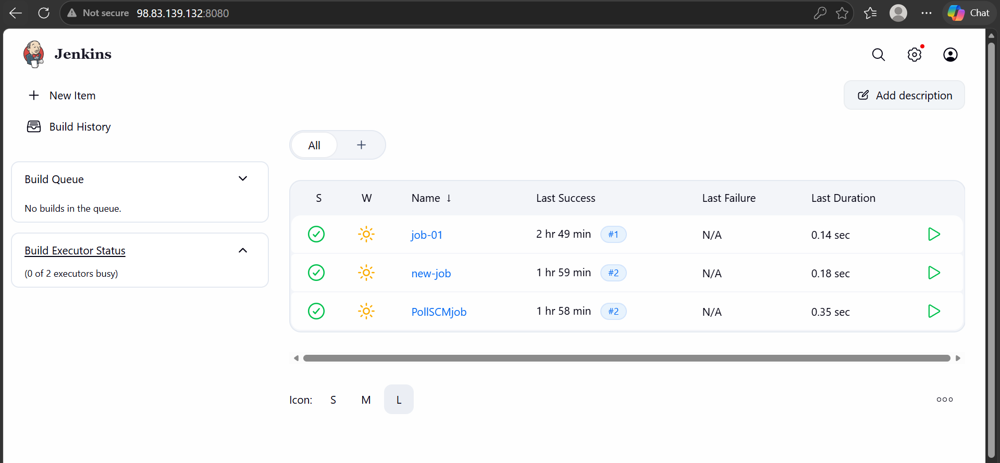 Not secure 98.83.139.132:8080 Chat
Jenkins
New Item
Add description
Build History
All +
Build Queue
No builds in the queue.
Build Executor Status
(0 of 2 executors busy)
S W Name ↓ Last Success Last Failure Last Duration
job-01 2 hr 49 min #1 N/A 0.14 sec
new-job 1 hr 59 min #2 N/A 0.18 sec
PollSCMjob 1 hr 58 min #2 N/A 0.35 sec
Icon: S M L